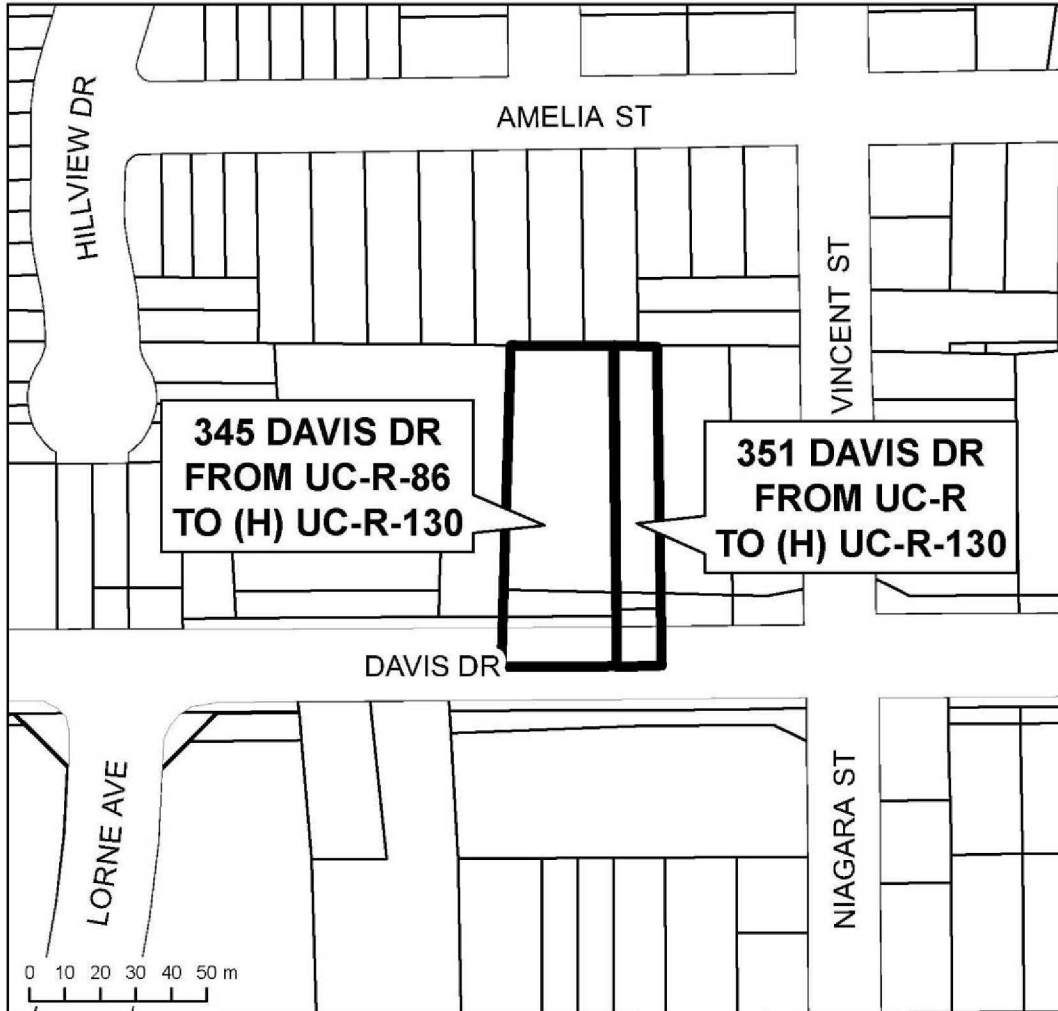 AMELIA ST
HILLVIEW DR
VINCENT ST
345 DAVIS DR
FROM UC-R-86
TO (H) UC-R-130
351 DAVIS DR
FROM UC-R
TO (H) UC-R-130
DAVIS DR
LORNE AVE
NIAGARA ST
0 10 20 30 40 50 m